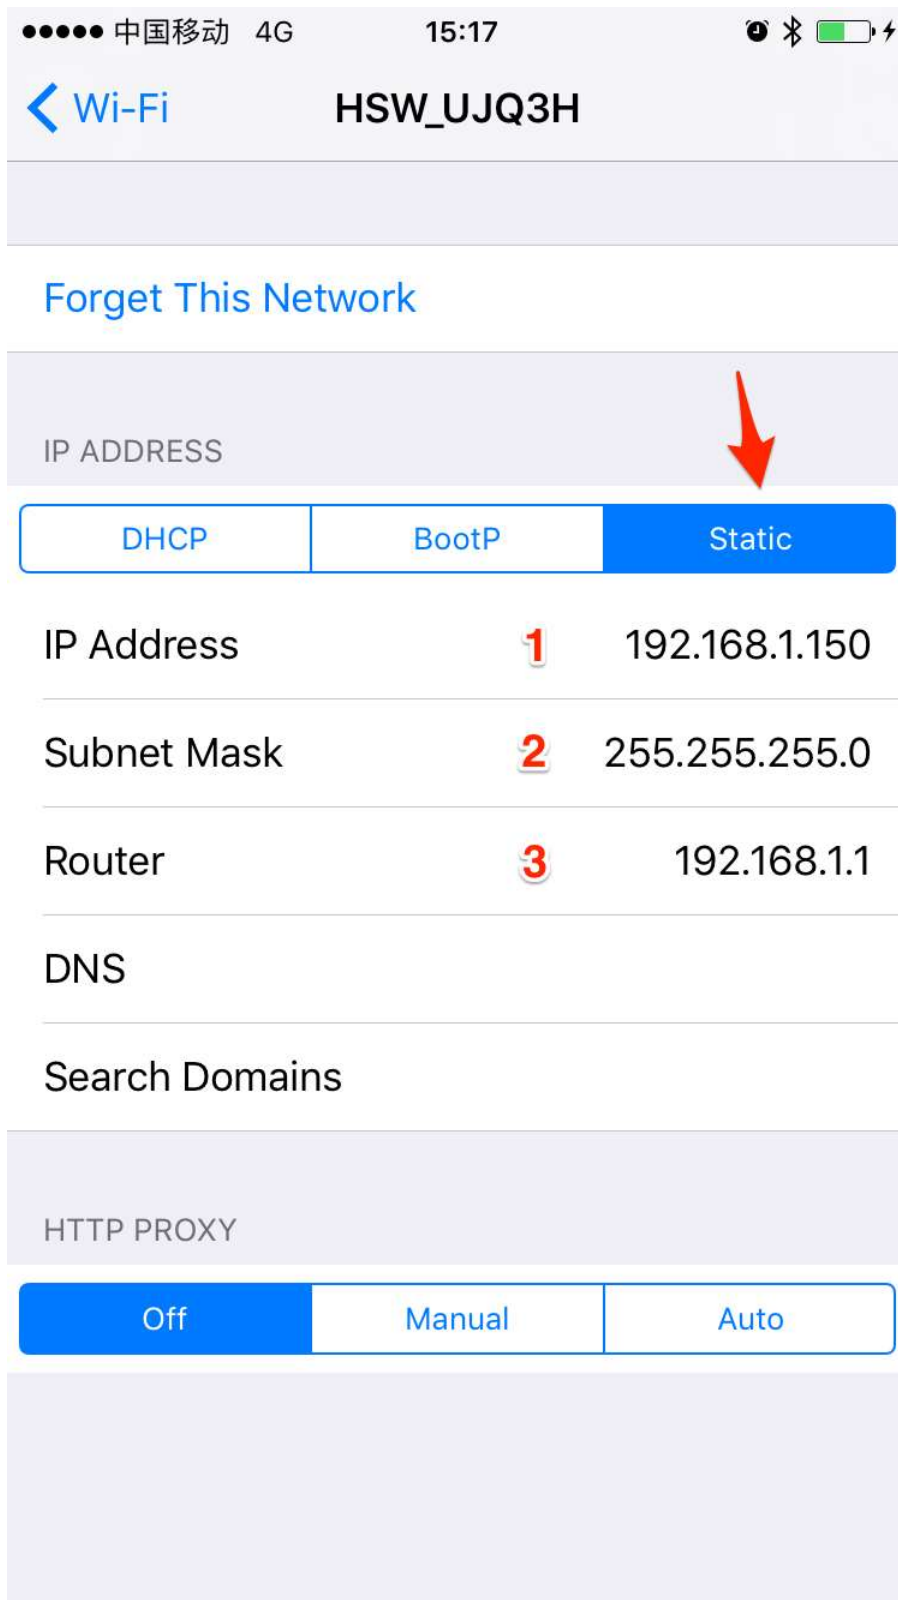 中国移动 4G 15:17
Wi-Fi HSW_UJQ3H
Forget This Network
IP ADDRESS
DHCP BootP Static
IP Address 1 192.168.1.150
Subnet Mask 2 255.255.255.0
Router 3 192.168.1.1
DNS
Search Domains
HTTP PROXY
Off Manual Auto